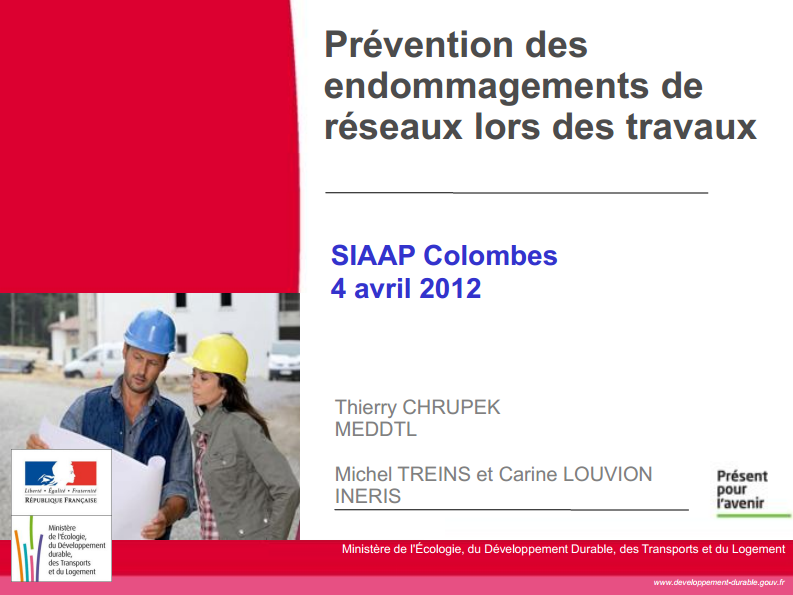 Prévention des
endommagements de
réseaux lors des travaux
SIAAP Colombes
4 avril 2012
Thierry CHRUPEK
MEDDTL
Michel TREINS et Carine LOUVION
INERIS
Présent
pour
l'avenir
Liberté • Égalité • Fraternité
RÉPUBLIQUE FRANÇAISE
Ministère
de l'Écologie,
du Développement
durable,
des Transports
et du Logement
Ministère de l'Écologie, du Développement Durable, des Transports et du Logement
www.developpement-durable.gouv.fr